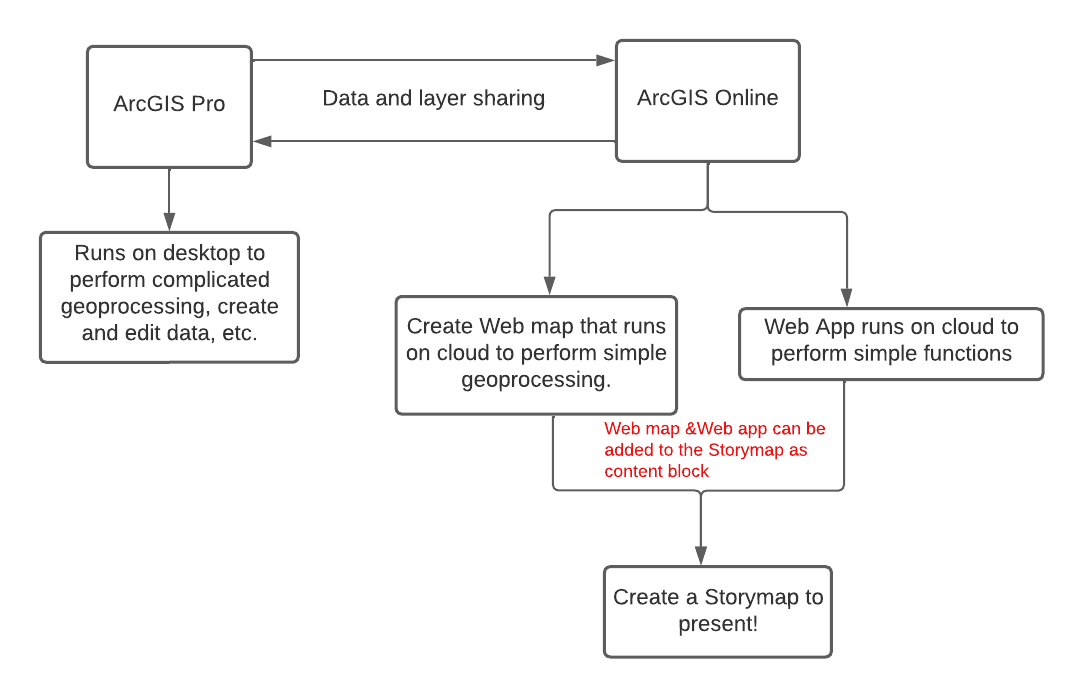 ArcGIS Pro
Data and layer sharing
ArcGIS Online
Runs on desktop to
perform complicated
geoprocessing, create
and edit data, etc.
Create Web map that runs
on cloud to perform simple
geoprocessing.
Web App runs on cloud to
perform simple functions
Web map &Web app can be
added to the Storymap as
content block
Create a Storymap to
present!